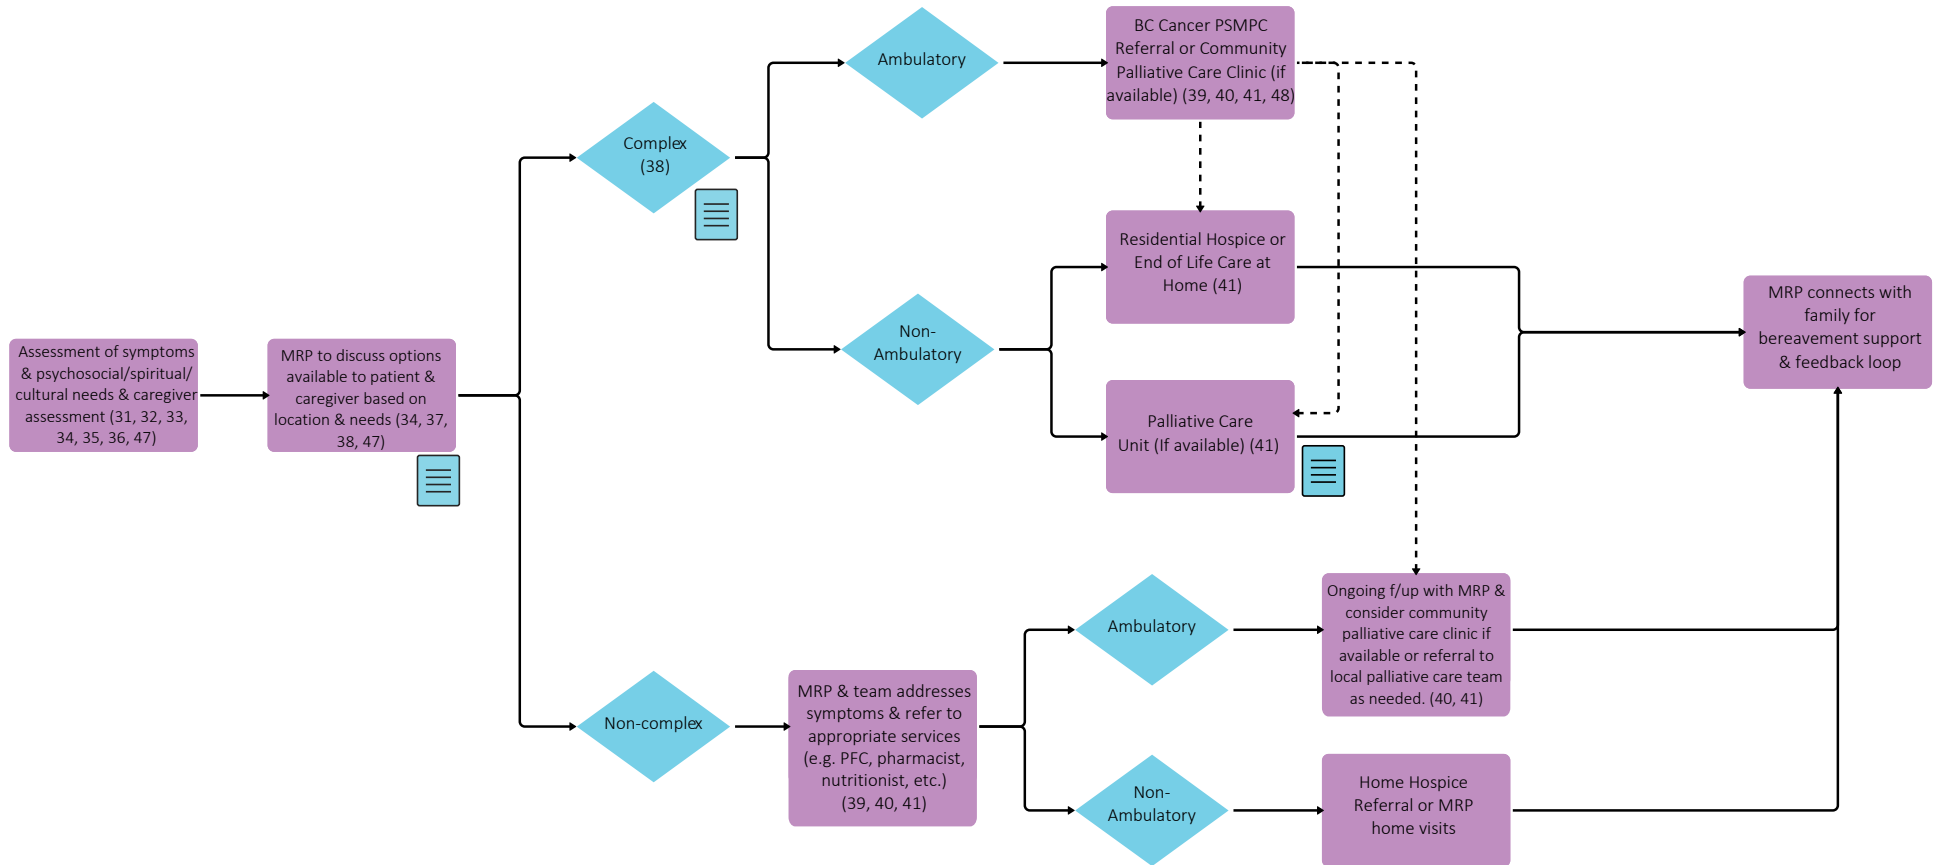 Assessment of symptoms
& psychosocial/spiritual/
cultural needs & caregiver
assessment (31, 32, 33,
34, 35, 36, 47)
MRP to discuss options
available to patient &
caregiver based on
location & needs (34, 37,
38, 47)
Complex
(38)
Ambulatory
BC Cancer PSMPC
Referral or Community
Palliative Care Clinic (if
available) (39, 40, 41, 48)
Non-
Ambulatory
Residential Hospice or
End of Life Care at
Home (41)
Palliative Care
Unit (If available) (41)
MRP connects with
family for
bereavement support
& feedback loop
Non-complex
MRP & team addresses
symptoms & refer to
appropriate services
(e.g. PFC, pharmacist,
nutritionist, etc.)
(39, 40, 41)
Ambulatory
Ongoing f/up with MRP &
consider community
palliative care clinic if
available or referral to
local palliative care team
as needed. (40, 41)
Non-
Ambulatory
Home Hospice
Referral or MRP
home visits